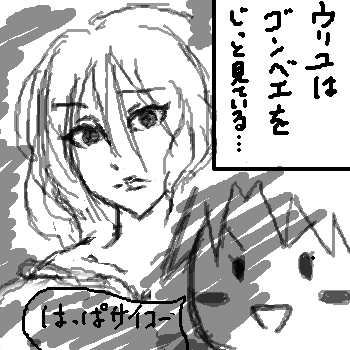 ウリユは
ゴンベエを
じっと見ている…
はっぱサイコー